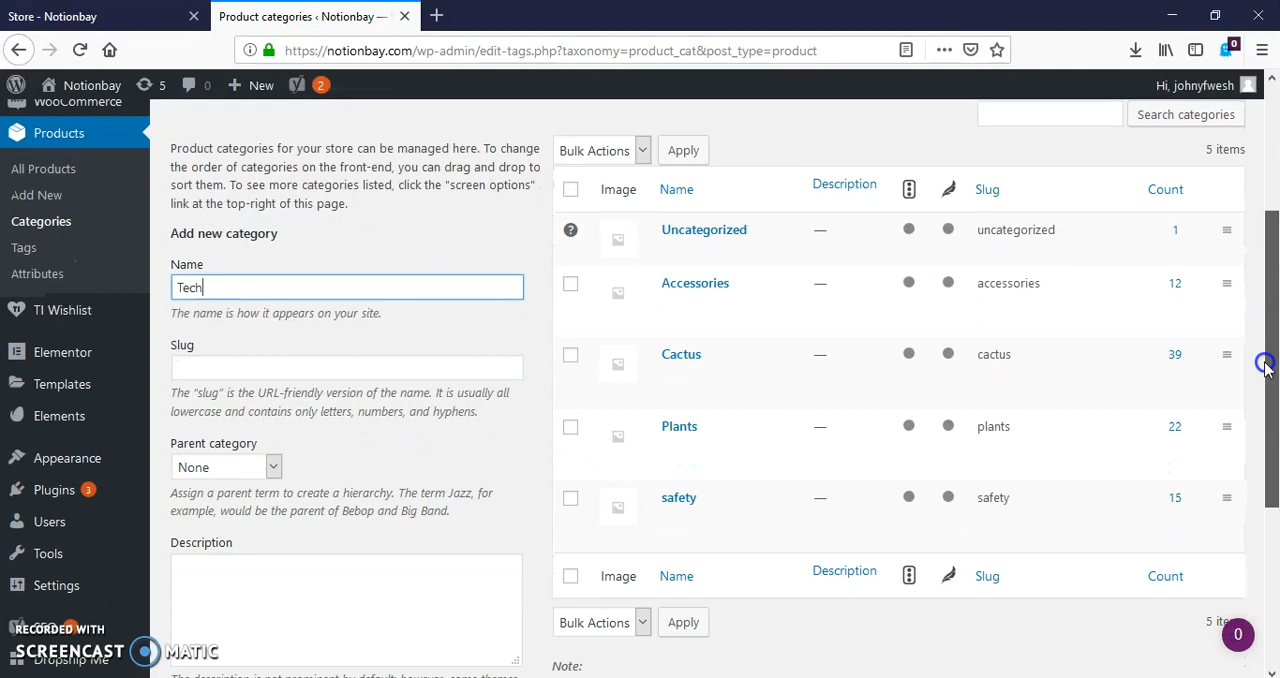 Store - Notionbay
Product categories ‹ Notionbay —
https://notionbay.com/wp-admin/edit-tags.php?taxonomy=product_cat&post_type=product
0
Notionbay 5 0 New 2
Hi, johnyfwesh
WooCommerce
Products
All Products
Add New
Categories
Tags
Attributes
TI Wishlist
Elementor
Templates
Elements
Appearance
Plugins 3
Users
Tools
Settings
SEO
Dropship Me
RECORDED WITH
SCREENCAST MATIC
Product categories for your store can be managed here. To change
the order of categories on the front-end, you can drag and drop to
sort them. To see more categories listed, click the "screen options"
link at the top-right of this page.
Add new category
Name
Tech
The name is how it appears on your site.
Slug
The “slug” is the URL-friendly version of the name. It is usually all
lowercase and contains only letters, numbers, and hyphens.
Parent category
None
Assign a parent term to create a hierarchy. The term Jazz, for
example, would be the parent of Bebop and Big Band.
Description
Search categories
Bulk Actions Apply 5 items
Image Name Description Slug Count
Uncategorized — uncategorized 1
Accessories — accessories 12
Cactus — cactus 39
Plants — plants 22
safety — safety 15
Image Name Description Slug Count
Bulk Actions Apply 5
0
Note: